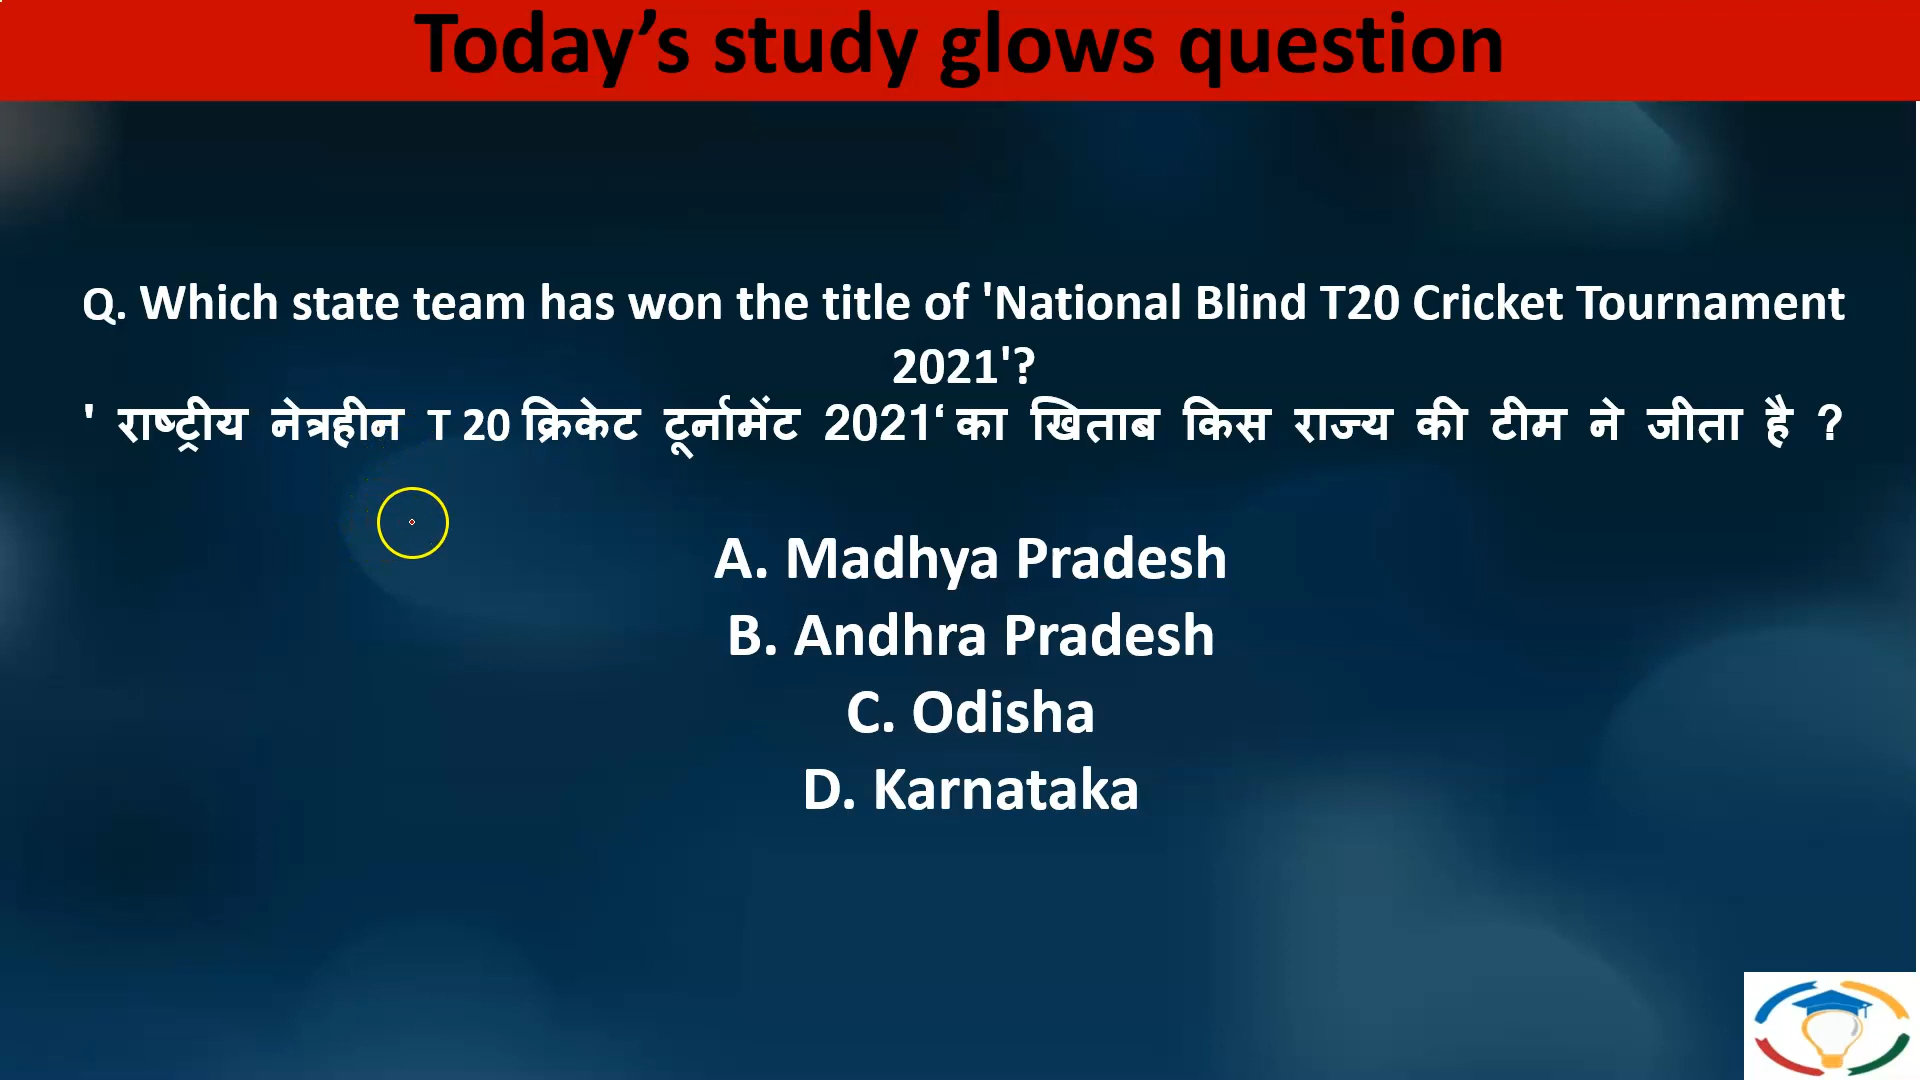 Today’s study glows question
Q. Which state team has won the title of 'National Blind T20 Cricket Tournament
2021'?
' राष्ट्रीय नेत्रहीन T 20 क्रिकेट टूर्नामेंट 2021‘ का खिताब किस राज्य की टीम ने जीता है ?
A. Madhya Pradesh
B. Andhra Pradesh
C. Odisha
D. Karnataka